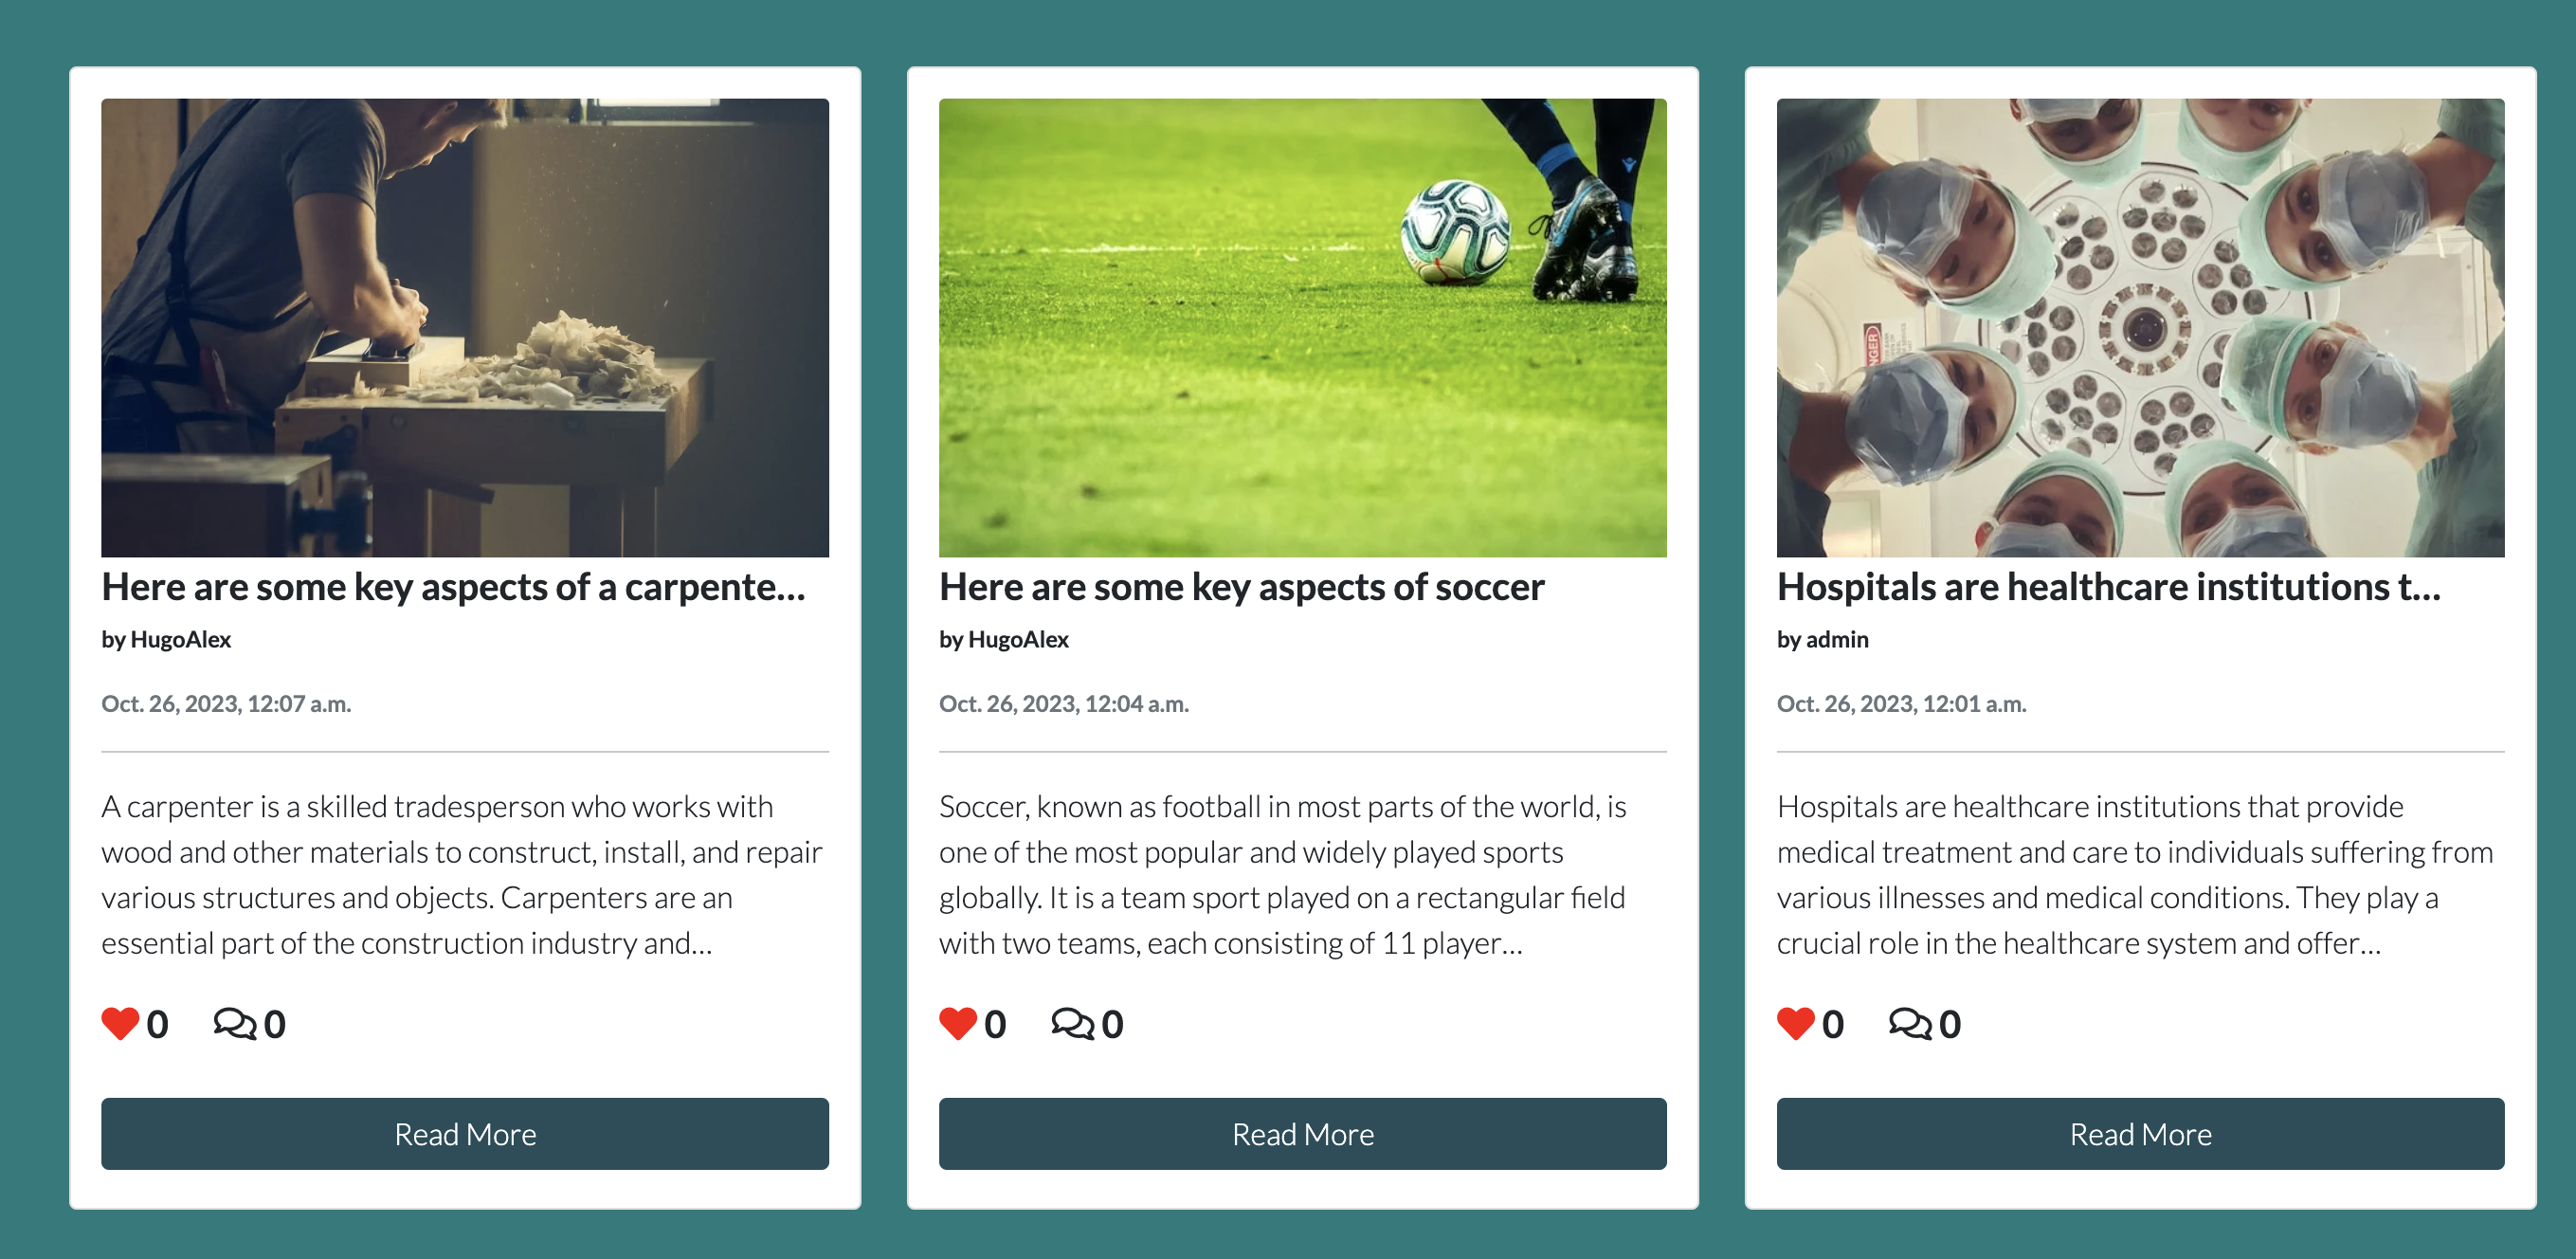 Here are some key aspects of a carpente...
by HugoAlex
Oct. 26, 2023, 12:07 a.m.
A carpenter is a skilled tradesperson who works with
wood and other materials to construct, install, and repair
various structures and objects. Carpenters are an
essential part of the construction industry and...
0 0
Read More
Here are some key aspects of soccer
by HugoAlex
Oct. 26, 2023, 12:04 a.m.
Soccer, known as football in most parts of the world, is
one of the most popular and widely played sports
globally. It is a team sport played on a rectangular field
with two teams, each consisting of 11 player...
0 0
Read More
NGER
Hospitals are healthcare institutions t...
by admin
Oct. 26, 2023, 12:01 a.m.
Hospitals are healthcare institutions that provide
medical treatment and care to individuals suffering from
various illnesses and medical conditions. They play a
crucial role in the healthcare system and offer...
0 0
Read More